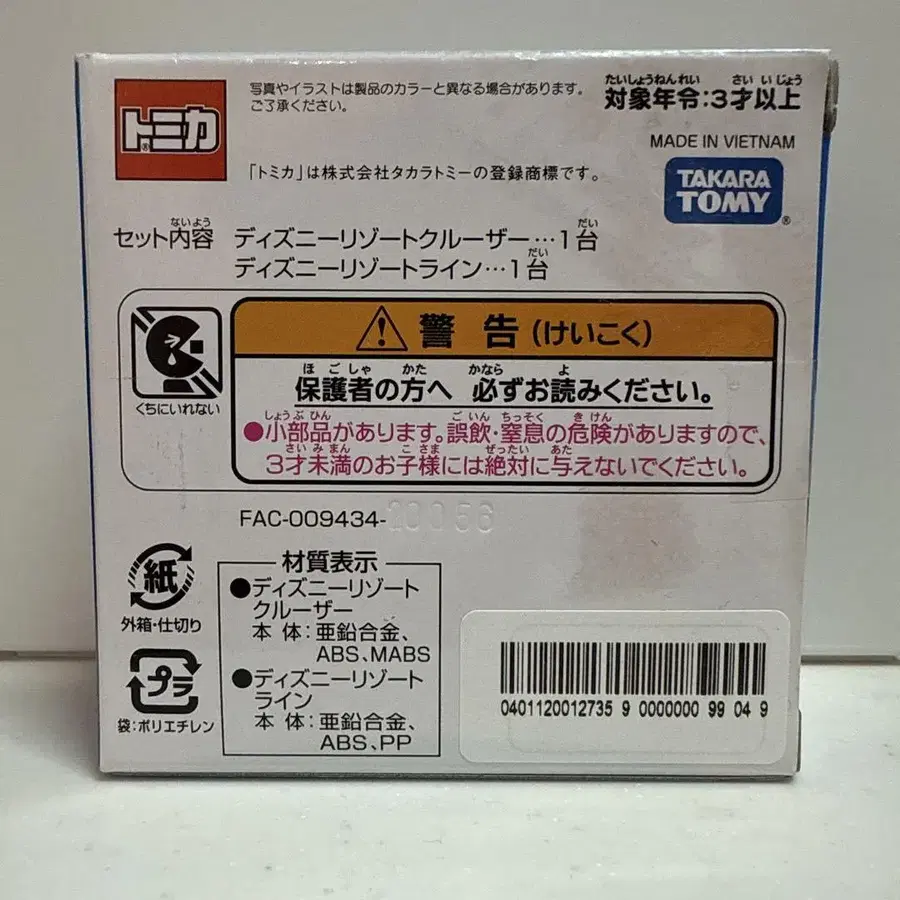 トミカ
写真やイラストは製品のカラーと異なる場合があります。
ご了承ください。
たいしょうねんれい さいいじょう
対象年令:3才以上
MADE IN VIETNAM
「トミカ」は株式会社タカラトミーの登録商標です。
TAKARA
TOMY
ないよう だい
セット内容 ディズニーリゾートクルーザー…1台
だい
ディズニーリゾートライン…1台
くちにいれない
警告(けいこく)
ほごしゃ かた かなら よ
保護者の方へ 必ずお読みください。
しょうぶひん ごいん ちっそく きけん
●小部品があります。誤飲・窒息の危険がありますので、
さいみまん こさま ぜったい あた
3才未満のお子様には絶対に与えないでください。
FAC-009434-
紙
外箱・仕切り
プラ
袋:ポリエチレン
材質表示
●ディズニーリゾート
クルーザー
本体:亜鉛合金、
ABS、MABS
●ディズニーリゾート
ライン
本体:亜鉛合金、
ABS、PP
0401120012735 9 0000000 99 04 9